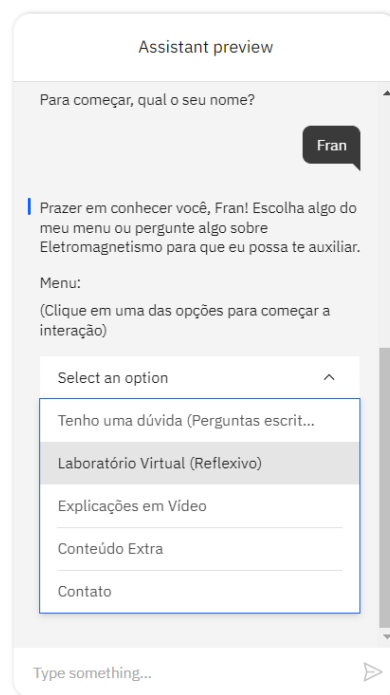 Assistant preview
Para começar, qual o seu nome?
Fran
Prazer em conhecer você, Fran! Escolha algo do
meu menu ou pergunte algo sobre
Eletromagnetismo para que eu possa te auxiliar.
Menu:
(Clique em uma das opções para começar a
interação)
Select an option
Tenho uma dúvida (Perguntas escrit...
Laboratório Virtual (Reflexivo)
Explicações em Vídeo
Conteúdo Extra
Contato
Type something...